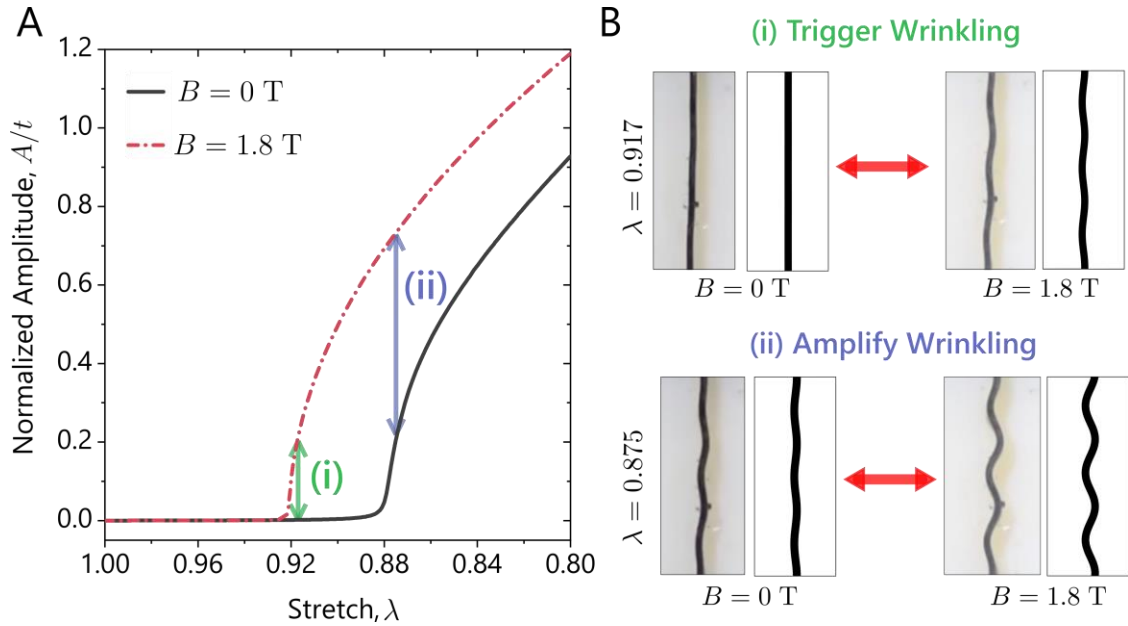 A
1.2
1.0
0.8
0.6
0.4
0.2
0.0
Normalized Amplitude, A/t
B = 0 T
B = 1.8 T
(i)
(ii)
1.00 0.96 0.92 0.88 0.84 0.80
Stretch, λ
B
(i) Trigger Wrinkling
λ = 0.917
B = 0 T
B = 1.8 T
(ii) Amplify Wrinkling
λ = 0.875
B = 0 T
B = 1.8 T